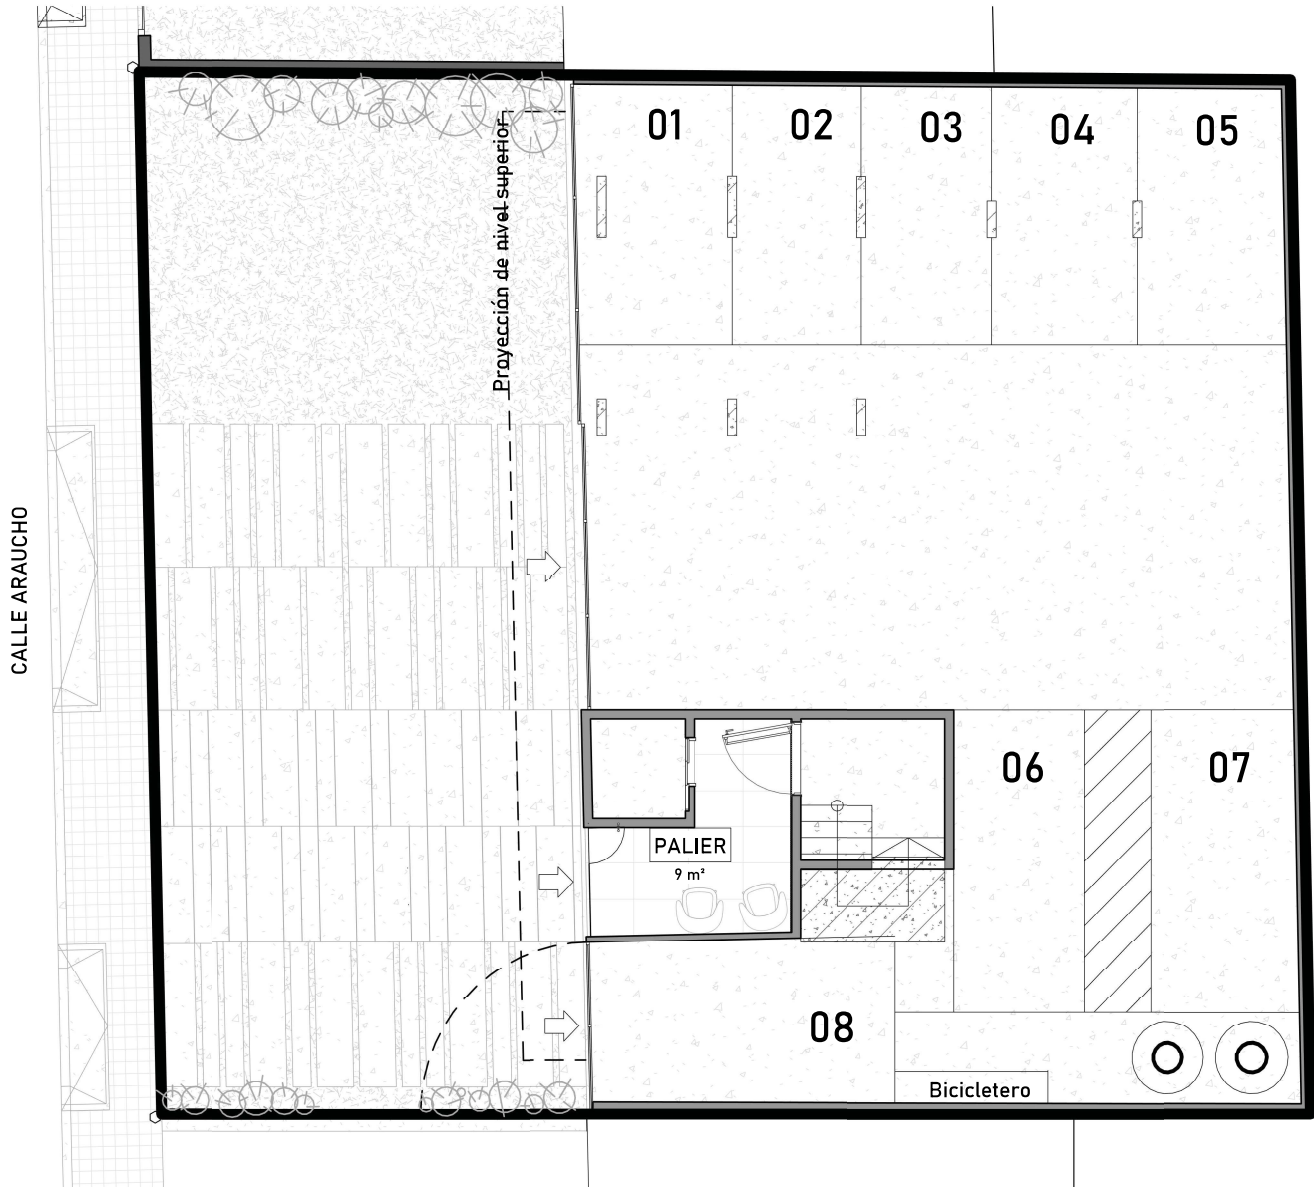 01
02
03
04
05
Proyección de nivel superior
CALLE ARAUCHO
06
07
PALIER
9 m²
08
Bicicletero